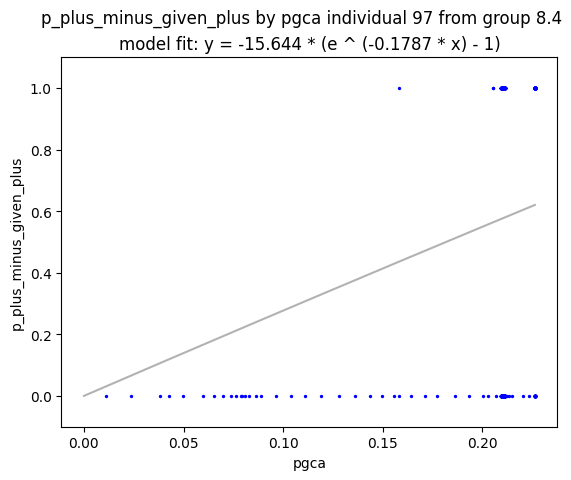 p_plus_minus_given_plus by pgca individual 97 from group 8.4
model fit: y = -15.644 * (e ^ (-0.1787 * x) - 1)
1.0
0.8
0.6
0.4
0.2
0.0
p_plus_minus_given_plus
0.00 0.05 0.10 0.15 0.20
pgca